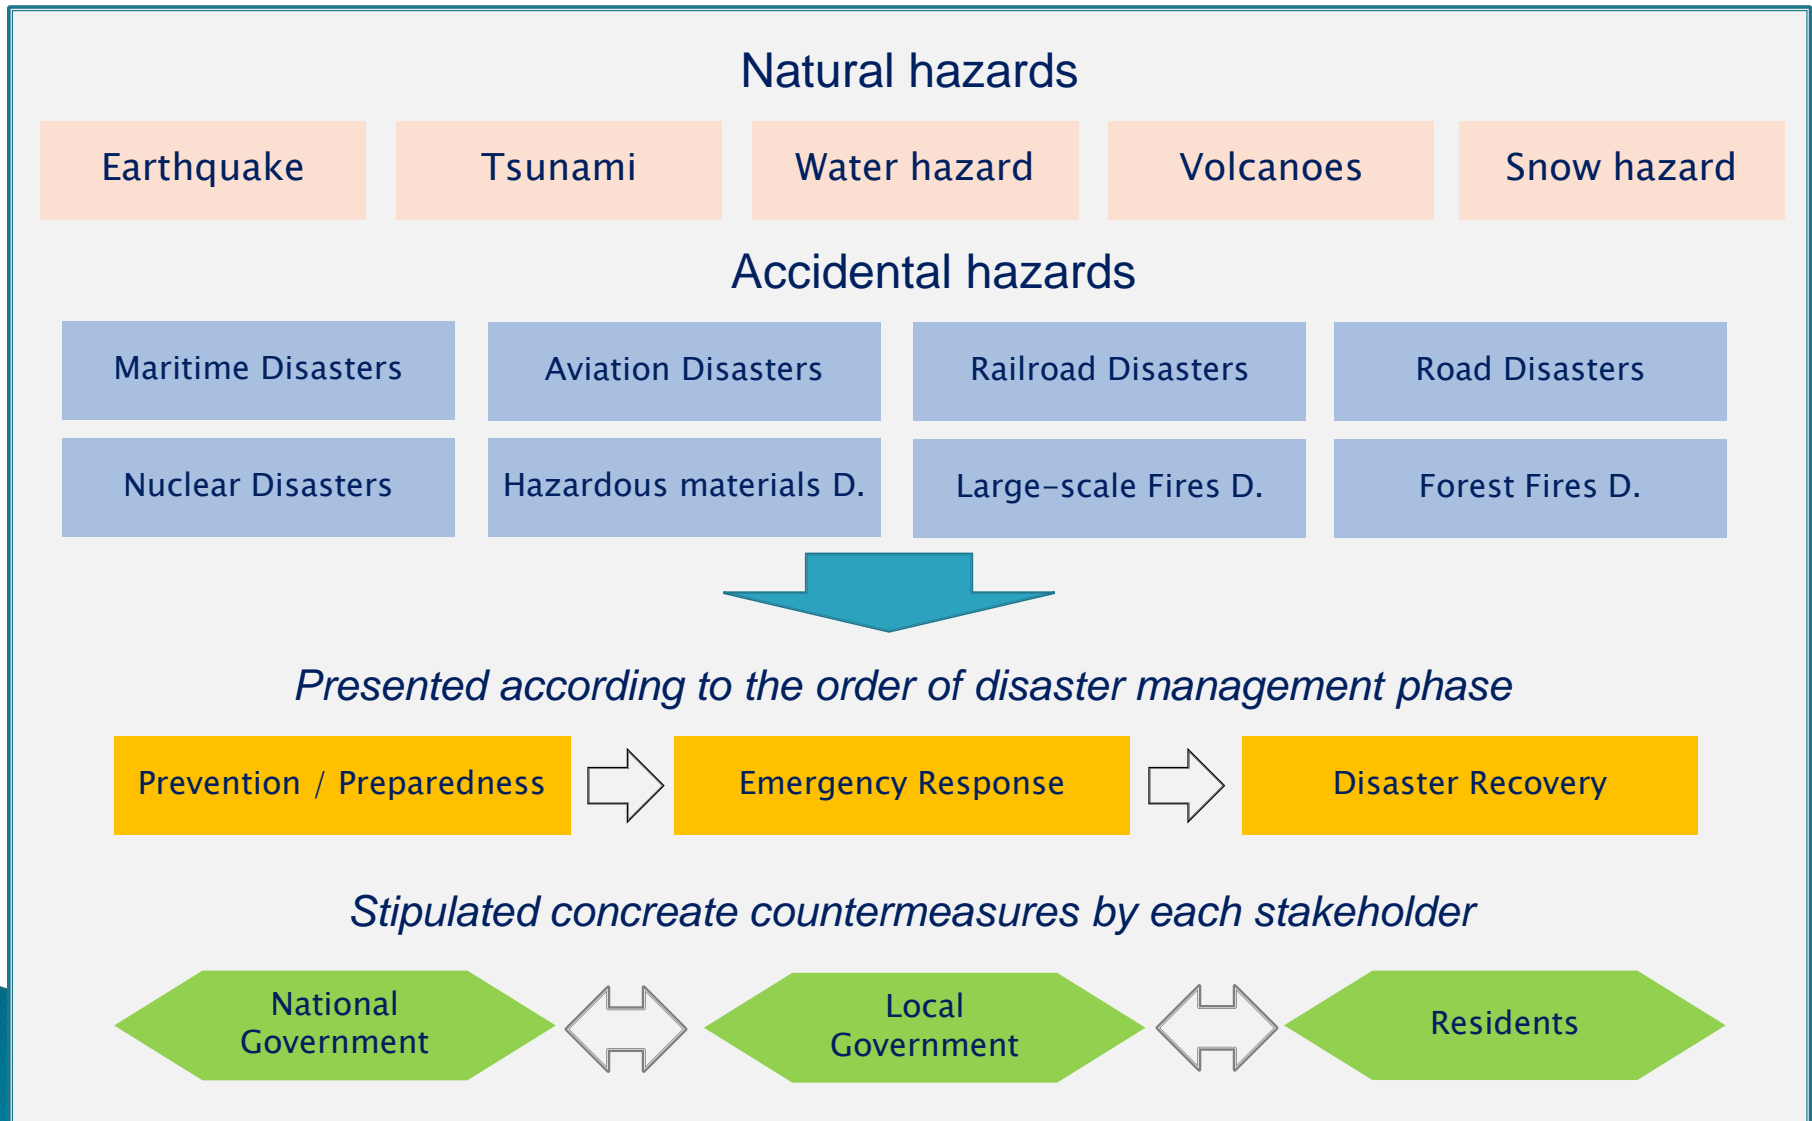 Natural hazards
Earthquake
Tsunami
Water hazard
Volcanoes
Snow hazard
Accidental hazards
Maritime Disasters
Aviation Disasters
Railroad Disasters
Road Disasters
Nuclear Disasters
Hazardous materials D.
Large-scale Fires D.
Forest Fires D.
Presented according to the order of disaster management phase
Prevention / Preparedness
Emergency Response
Disaster Recovery
Stipulated concreate countermeasures by each stakeholder
National
Government
Local
Government
Residents